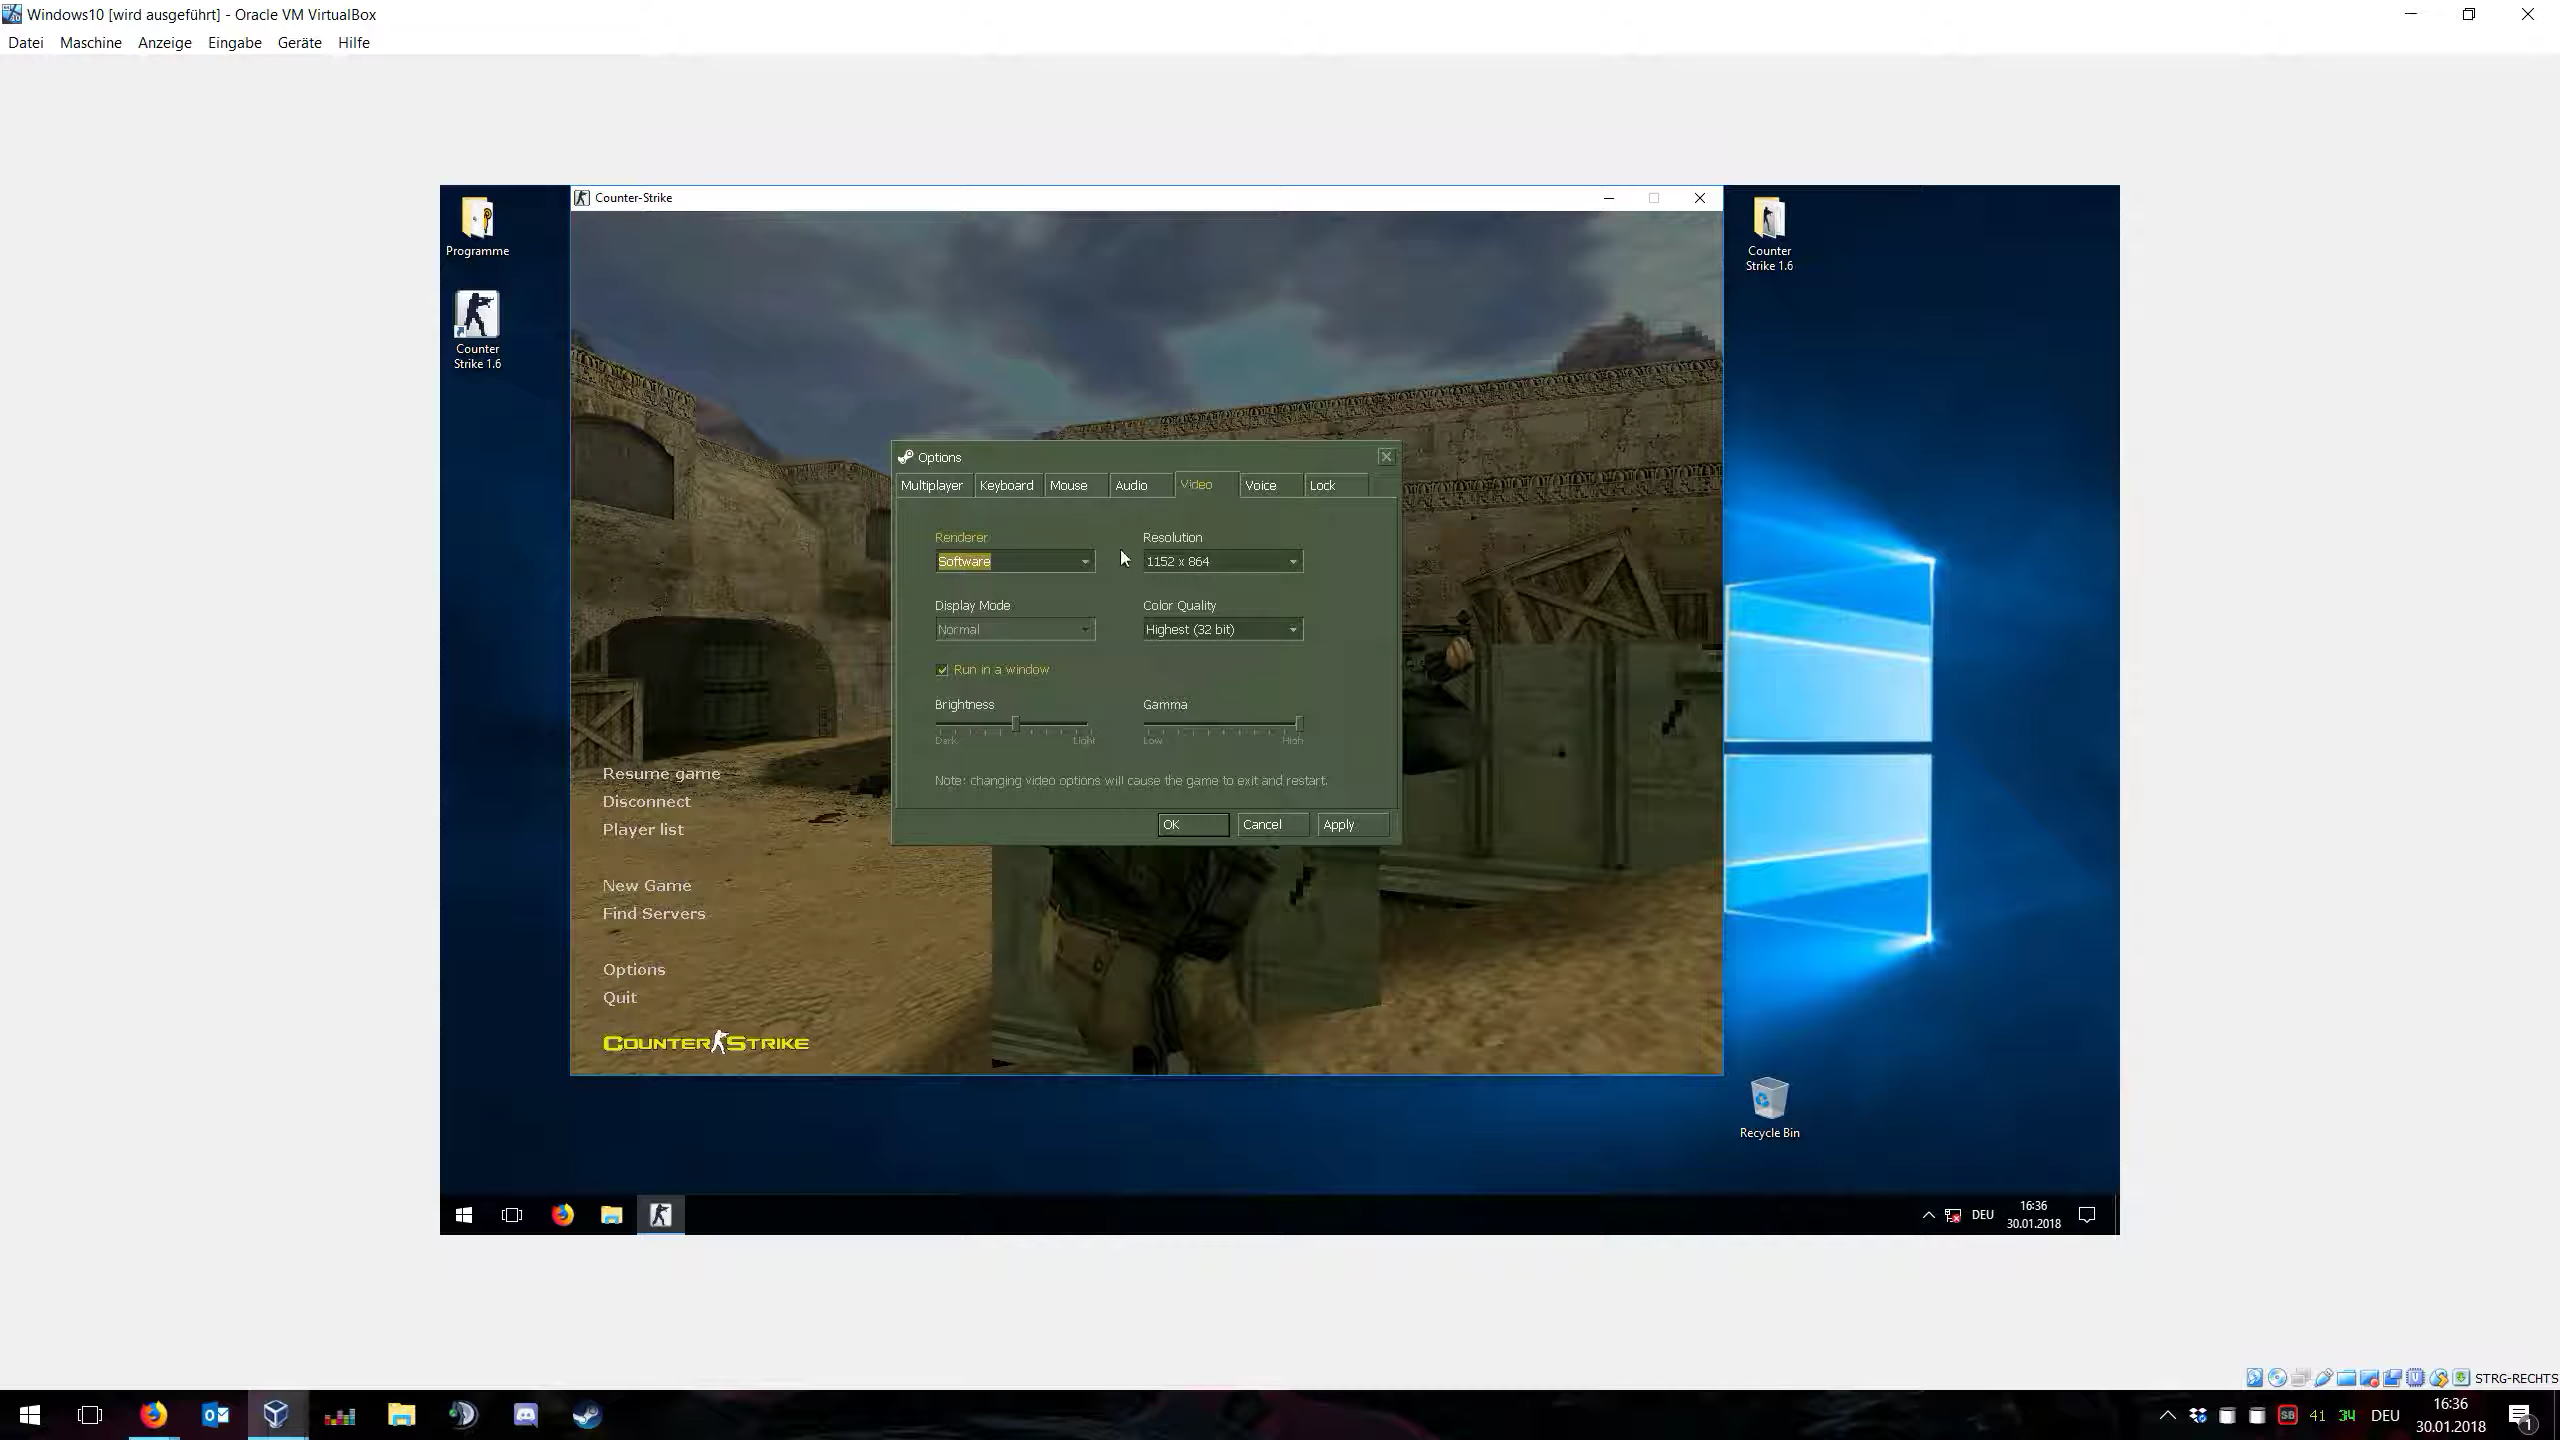 Windows10 [wird ausgeführt] - Oracle VM VirtualBox
Datei Maschine Anzeige Eingabe Geräte Hilfe
Programme
Counter
Strike 1.6
Counter-Strike
Counter
Strike 1.6
Options
Multiplayer Keyboard Mouse Audio Video Voice Lock
Renderer Resolution
Software 1152 x 864
Display Mode Color Quality
Normal Highest (32 bit)
Run in a window
Brightness Gamma
Dark Light Low High
Note: changing video options will cause the game to exit and restart.
OK Cancel Apply
Resume game
Disconnect
Player list
New Game
Find Servers
Options
Quit
COUNTER STRIKE
Recycle Bin
DEU 16:36
30.01.2018
STRG-RECHTS
SB 41 34 DEU 16:36
30.01.2018
1